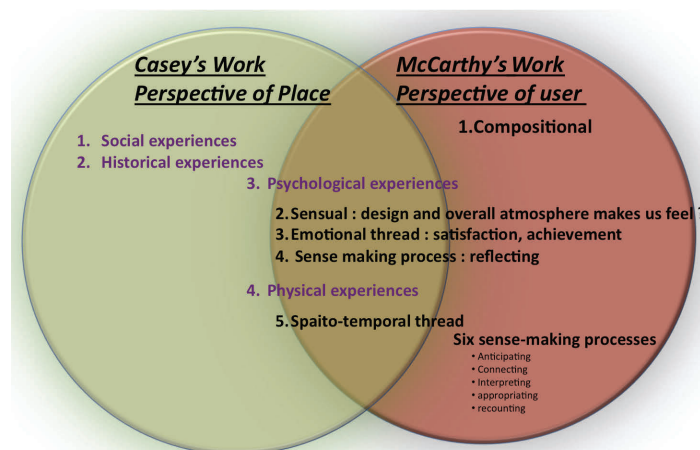 Casey's Work
Perspective of Place
McCarthy's Work
Perspective of user
1.Compositional
1. Social experiences
2. Historical experiences
3. Psychological experiences
2.Sensual : design and overall atmosphere makes us feel ?
3.Emotional thread : satisfaction, achievement
4. Sense making process : reflecting
4. Physical experiences
5.Spaito-temporal thread
Six sense-making processes
• Anticipating
• Connecting
• Interpreting
• appropriating
• recounting